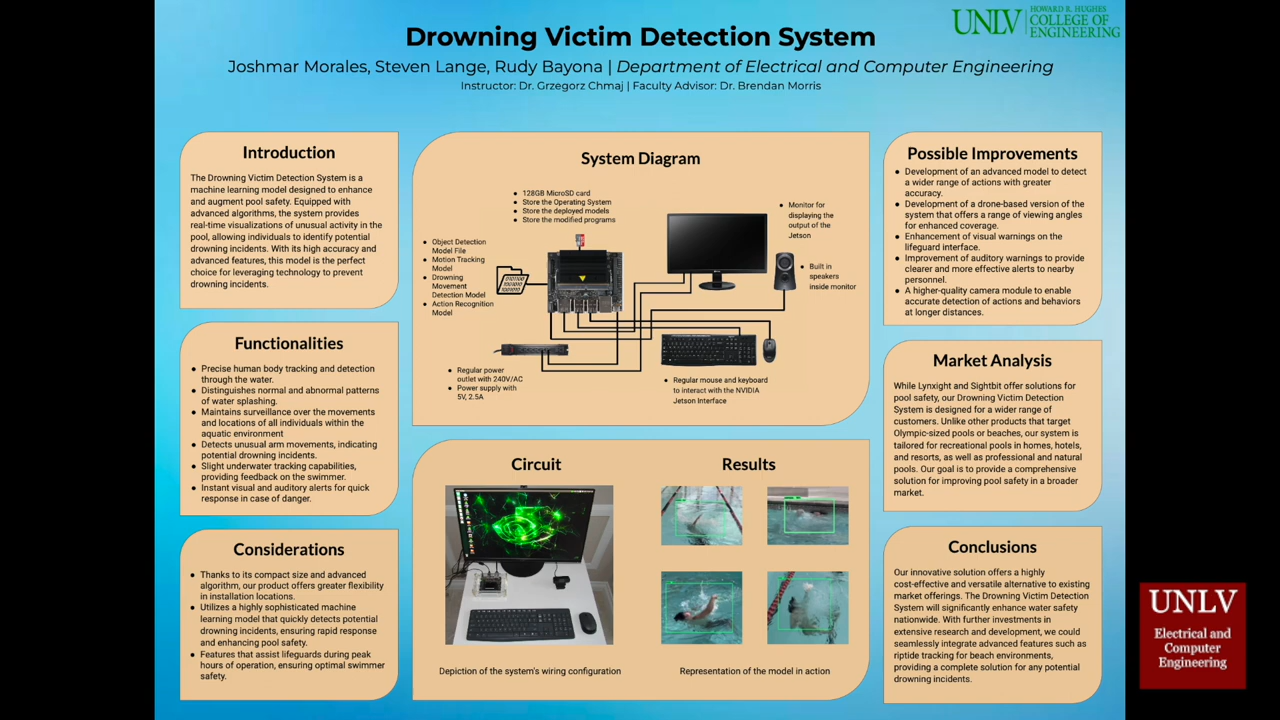 Drowning Victim Detection System
Joshmar Morales, Steven Lange, Rudy Bayona | Department of Electrical and Computer Engineering
Instructor: Dr. Grzegorz Chmaj | Faculty Advisor: Dr. Brendan Morris
UNLV
HOWARD R. HUGHES
COLLEGE OF
ENGINEERING
Introduction
The Drowning Victim Detection System is a
machine learning model designed to enhance
and augment pool safety. Equipped with
advanced algorithms, the system provides
real-time visualizations of unusual activity in the
pool, allowing individuals to identify potential
drowning incidents. With its high accuracy and
advanced features, this model is the perfect
choice for leveraging technology to prevent
drowning incidents.
Functionalities
● Precise human body tracking and detection
through the water.
● Distinguishes normal and abnormal patterns
of water splashing.
● Maintains surveillance over the movements
and locations of all individuals within the
aquatic environment
● Detects unusual arm movements, indicating
potential drowning incidents.
● Slight underwater tracking capabilities,
providing feedback on the swimmer.
● Instant visual and auditory alerts for quick
response in case of danger.
Considerations
● Thanks to its compact size and advanced
algorithm, our product offers greater flexibility
in installation locations.
● Utilizes a highly sophisticated machine
learning model that quickly detects potential
drowning incidents, ensuring rapid response
and enhancing pool safety.
● Features that assist lifeguards during peak
hours of operation, ensuring optimal swimmer
safety.
System Diagram
● 128GB MicroSD card
● Store the Operating System
● Store the deployed models
● Store the modified programs
● Object Detection
Model File
● Motion Tracking
Model
● Drowning
Movement
Detection Model
● Action Recognition
Model
● Monitor for
displaying the
output of the
Jetson
● Built in
speakers
inside monitor
● Regular power
outlet with 240V/AC
● Power supply with
5V, 2.5A
● Regular mouse and keyboard
to interact with the NVIDIA
Jetson Interface
Circuit
Depiction of the system's wiring configuration
Results
Representation of the model in action
Possible Improvements
● Development of an advanced model to detect
a wider range of actions with greater
accuracy.
● Development of a drone-based version of the
system that offers a range of viewing angles
for enhanced coverage.
● Enhancement of visual warnings on the
lifeguard interface.
● Improvement of auditory warnings to provide
clearer and more effective alerts to nearby
personnel.
● A higher-quality camera module to enable
accurate detection of actions and behaviors
at longer distances.
Market Analysis
While Lynxight and Sightbit offer solutions for
pool safety, our Drowning Victim Detection
System is designed for a wider range of
customers. Unlike other products that target
Olympic-sized pools or beaches, our system is
tailored for recreational pools in homes, hotels,
and resorts, as well as professional and natural
pools. Our goal is to provide a comprehensive
solution for improving pool safety in a broader
market.
Conclusions
Our innovative solution offers a highly
cost-effective and versatile alternative to existing
market offerings. The Drowning Victim Detection
System will significantly enhance water safety
nationwide. With further investments in
extensive research and development, we could
seamlessly integrate advanced features such as
riptide tracking for beach environments,
providing a complete solution for any potential
drowning incidents.
UNLV
Electrical and
Computer
Engineering